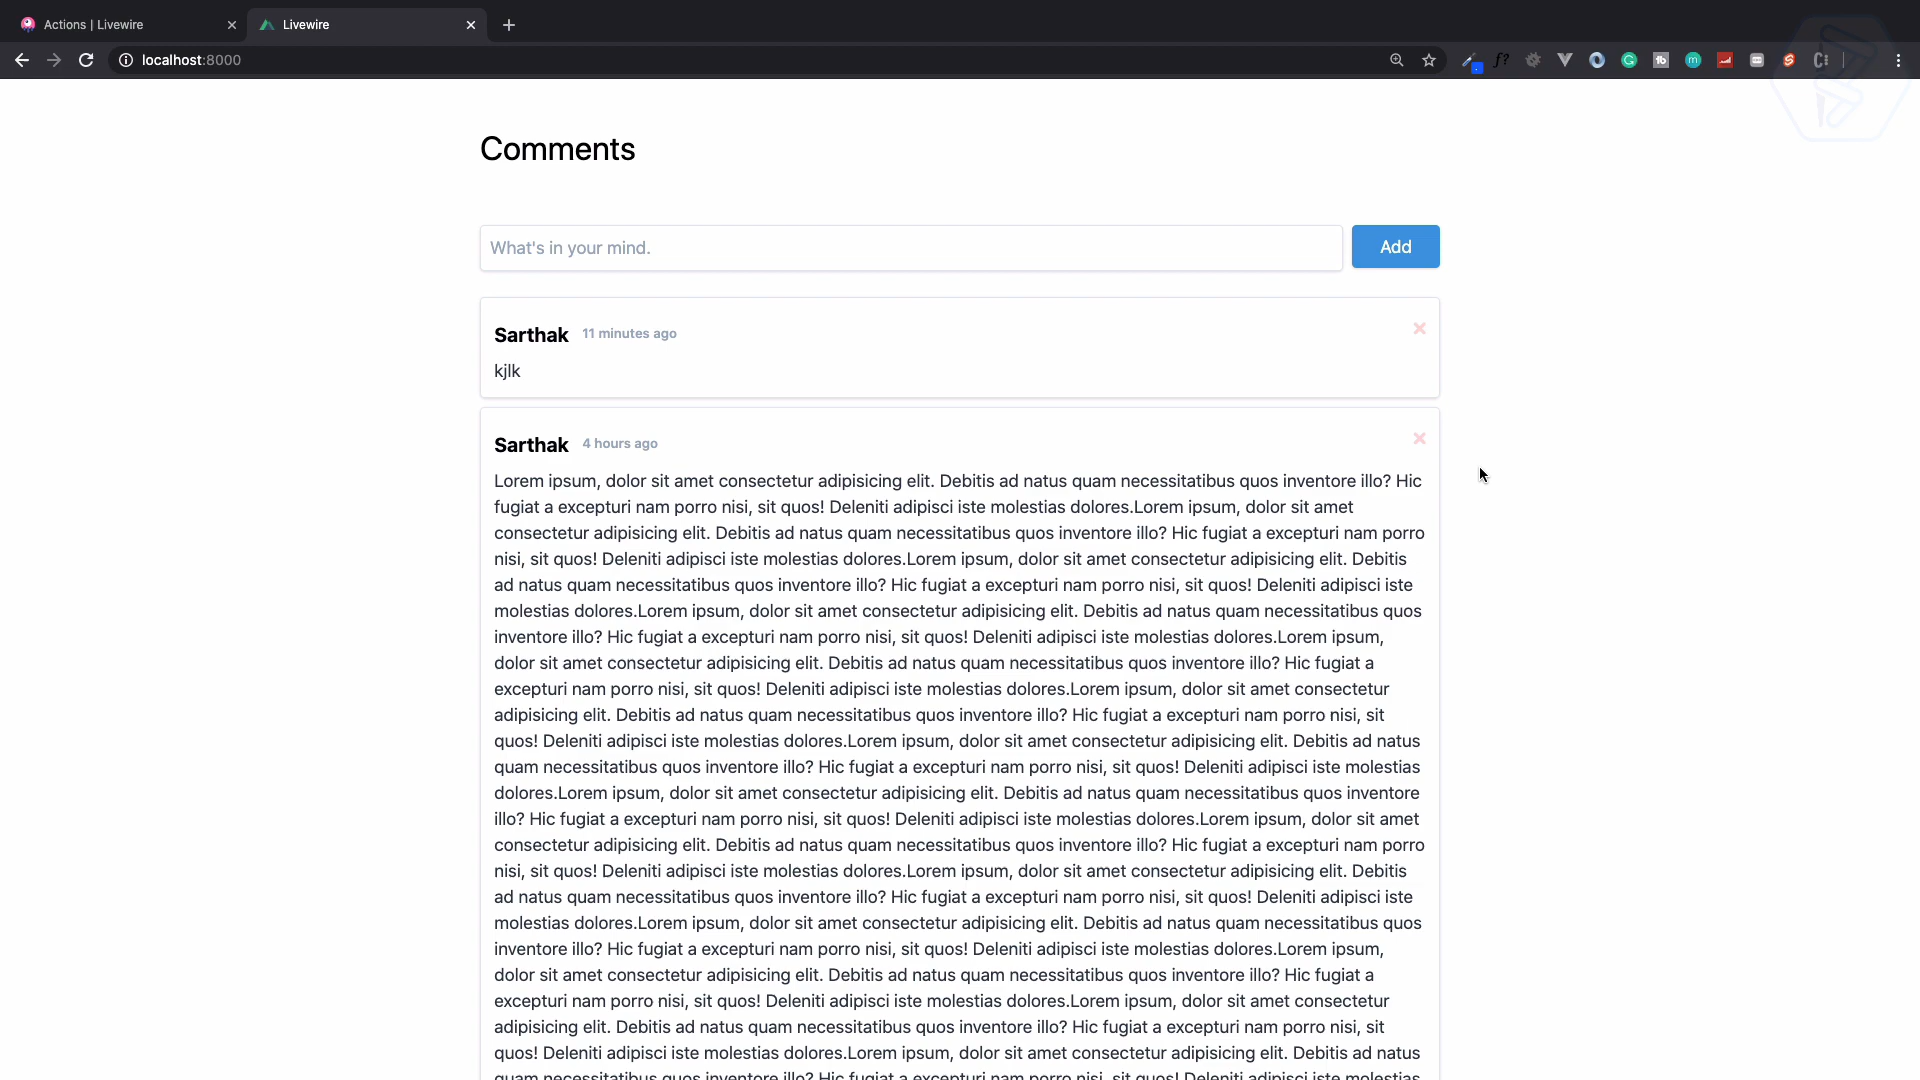 Actions | Livewire
Livewire
localhost:8000
Comments
What's in your mind.
Add
Sarthak 11 minutes ago
kjlk
Sarthak 4 hours ago
Lorem ipsum, dolor sit amet consectetur adipisicing elit. Debitis ad natus quam necessitatibus quos inventore illo? Hic
fugiat a excepturi nam porro nisi, sit quos! Deleniti adipisci iste molestias dolores.Lorem ipsum, dolor sit amet
consectetur adipisicing elit. Debitis ad natus quam necessitatibus quos inventore illo? Hic fugiat a excepturi nam porro
nisi, sit quos! Deleniti adipisci iste molestias dolores.Lorem ipsum, dolor sit amet consectetur adipisicing elit. Debitis
ad natus quam necessitatibus quos inventore illo? Hic fugiat a excepturi nam porro nisi, sit quos! Deleniti adipisci iste
molestias dolores.Lorem ipsum, dolor sit amet consectetur adipisicing elit. Debitis ad natus quam necessitatibus quos
inventore illo? Hic fugiat a excepturi nam porro nisi, sit quos! Deleniti adipisci iste molestias dolores.Lorem ipsum,
dolor sit amet consectetur adipisicing elit. Debitis ad natus quam necessitatibus quos inventore illo? Hic fugiat a
excepturi nam porro nisi, sit quos! Deleniti adipisci iste molestias dolores.Lorem ipsum, dolor sit amet consectetur
adipisicing elit. Debitis ad natus quam necessitatibus quos inventore illo? Hic fugiat a excepturi nam porro nisi, sit
quos! Deleniti adipisci iste molestias dolores.Lorem ipsum, dolor sit amet consectetur adipisicing elit. Debitis ad natus
quam necessitatibus quos inventore illo? Hic fugiat a excepturi nam porro nisi, sit quos! Deleniti adipisci iste molestias
dolores.Lorem ipsum, dolor sit amet consectetur adipisicing elit. Debitis ad natus quam necessitatibus quos inventore
illo? Hic fugiat a excepturi nam porro nisi, sit quos! Deleniti adipisci iste molestias dolores.Lorem ipsum, dolor sit amet
consectetur adipisicing elit. Debitis ad natus quam necessitatibus quos inventore illo? Hic fugiat a excepturi nam porro
nisi, sit quos! Deleniti adipisci iste molestias dolores.Lorem ipsum, dolor sit amet consectetur adipisicing elit. Debitis
ad natus quam necessitatibus quos inventore illo? Hic fugiat a excepturi nam porro nisi, sit quos! Deleniti adipisci iste
molestias dolores.Lorem ipsum, dolor sit amet consectetur adipisicing elit. Debitis ad natus quam necessitatibus quos
inventore illo? Hic fugiat a excepturi nam porro nisi, sit quos! Deleniti adipisci iste molestias dolores.Lorem ipsum,
dolor sit amet consectetur adipisicing elit. Debitis ad natus quam necessitatibus quos inventore illo? Hic fugiat a
excepturi nam porro nisi, sit quos! Deleniti adipisci iste molestias dolores.Lorem ipsum, dolor sit amet consectetur
adipisicing elit. Debitis ad natus quam necessitatibus quos inventore illo? Hic fugiat a excepturi nam porro nisi, sit
quos! Deleniti adipisci iste molestias dolores.Lorem ipsum, dolor sit amet consectetur adipisicing elit. Debitis ad natus
quam necessitatibus quos inventore illo? Hic fugiat a excepturi nam porro nisi, sit quos! Deleniti adipisci iste molestias